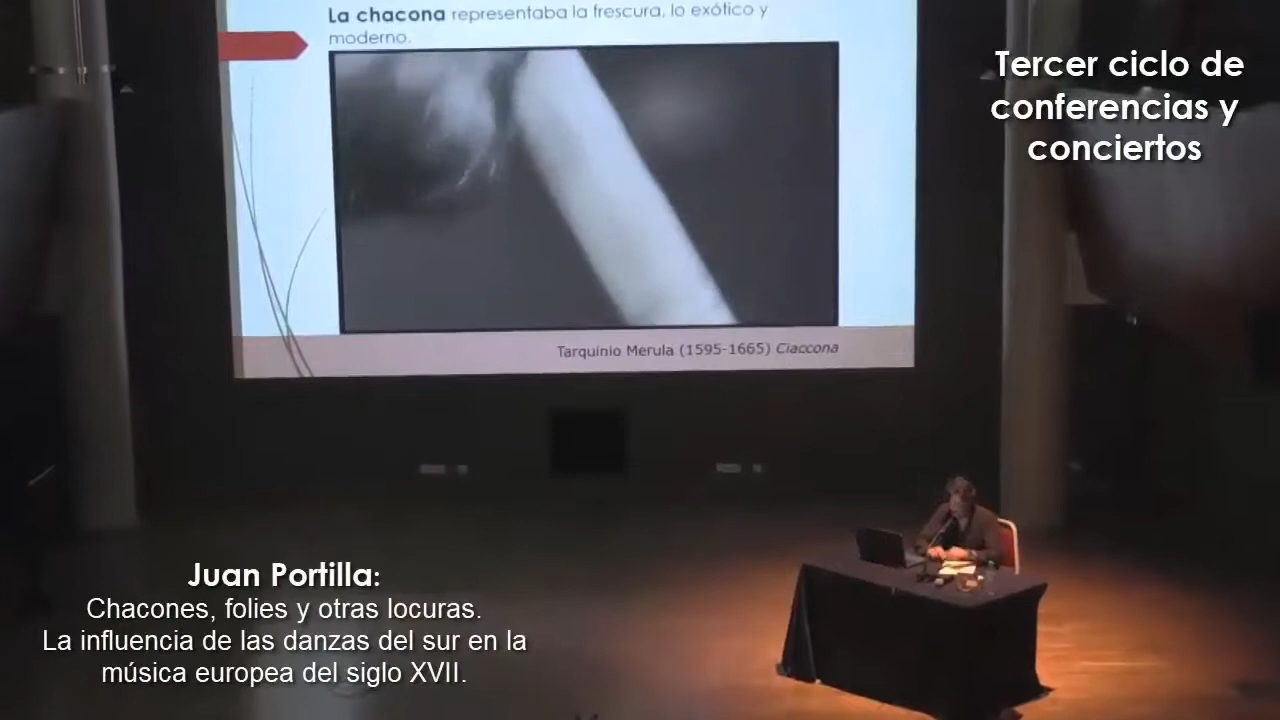 La chacona representaba la frescura, lo exótico y
moderno.
Tarquinio Merula (1595-1665) Ciaccona
Tercer ciclo de
conferencias y
conciertos
Juan Portilla:
Chacones, folies y otras locuras.
La influencia de las danzas del sur en la
música europea del siglo XVII.